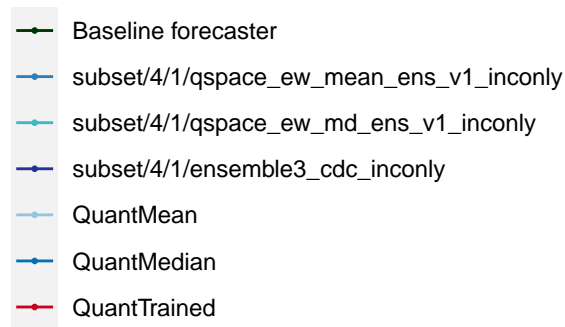 Baseline forecaster
subset/4/1/qspace_ew_mean_ens_v1_inconly
subset/4/1/qspace_ew_md_ens_v1_inconly
subset/4/1/ensemble3_cdc_inconly
QuantMean
QuantMedian
QuantTrained